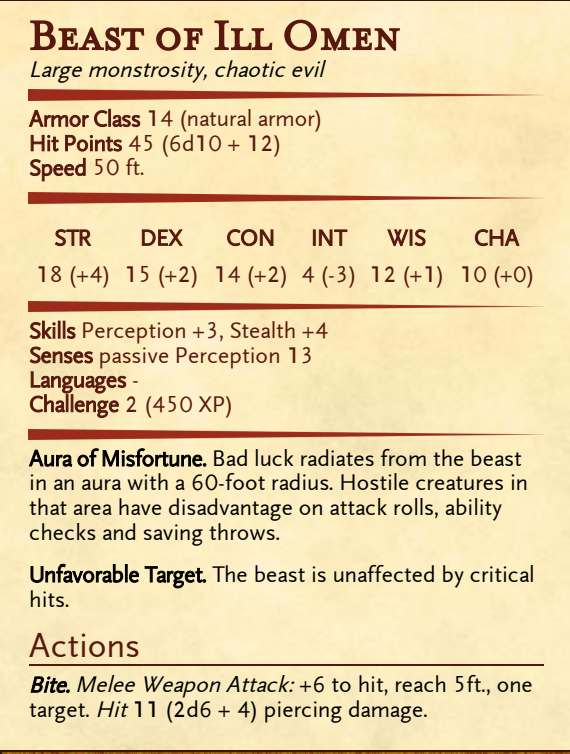 Beast of Ill Omen
Large monstrosity, chaotic evil
Armor Class 14 (natural armor)
Hit Points 45 (6d10 + 12)
Speed 50 ft.
STR DEX CON INT WIS CHA
18 (+4) 15 (+2) 14 (+2) 4 (-3) 12 (+1) 10 (+0)
Skills Perception +3, Stealth +4
Senses passive Perception 13
Languages -
Challenge 2 (450 XP)
Aura of Misfortune. Bad luck radiates from the beast
in an aura with a 60-foot radius. Hostile creatures in
that area have disadvantage on attack rolls, ability
checks and saving throws.
Unfavorable Target. The beast is unaffected by critical
hits.
Actions
Bite. Melee Weapon Attack: +6 to hit, reach 5ft., one
target. Hit 11 (2d6 + 4) piercing damage.